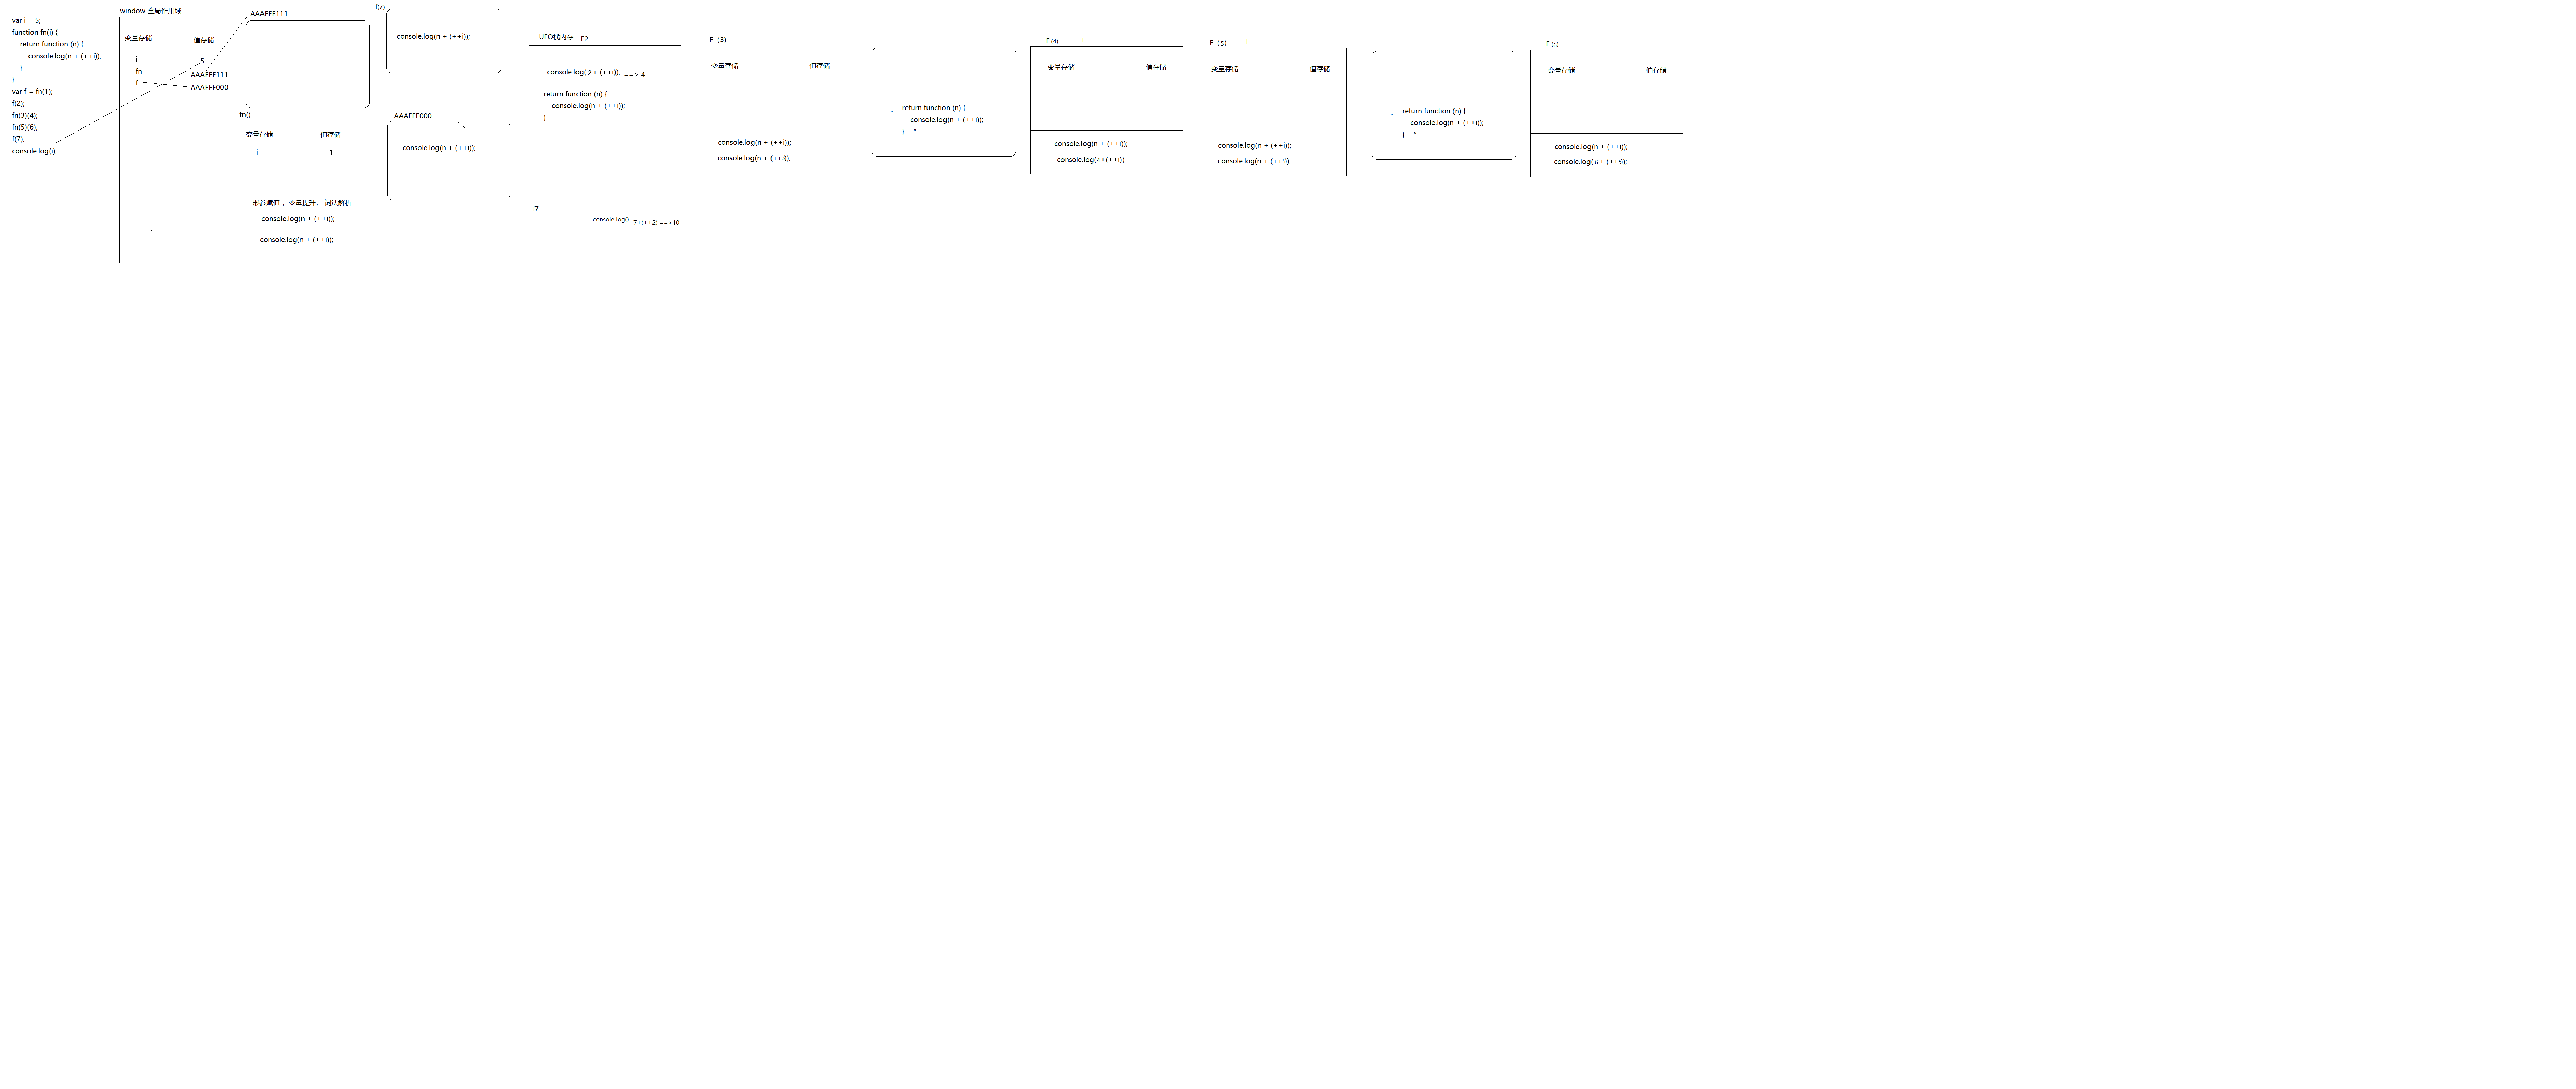 var i = 5;
function fn(i) {
return function (n) {
console.log(n + (++i));
}
}
var f = fn(1);
f(2);
fn(3)(4);
fn(5)(6);
f(7);
console.log(i);
window 全局作用域
变量存储
值存储
i
5
fn
AAAFFF111
f
AAAFFF000
AAAFFF111
fn()
变量存储
值存储
i
1
形参赋值 ，变量提升， 词法解析
console.log(n + (++i));
console.log(n + (++i));
f(7)
console.log(n + (++i));
AAAFFF000
console.log(n + (++i));
UFO栈内存
F2
console.log( 2 + (++i)); ==> 4
return function (n) {
console.log(n + (++i));
}
f7
console.log() 7+(++2) ==>10
F（3)
变量存储
值存储
console.log(n + (++i));
console.log(n + (++3));
"
return function (n) {
console.log(n + (++i));
} "
F (4)
变量存储
值存储
console.log(n + (++i));
console.log(4+(++i))
F（5)
变量存储
值存储
console.log(n + (++i));
console.log(n + (++5));
"
return function (n) {
console.log(n + (++i));
} "
F (6)
变量存储
值存储
console.log(n + (++i));
console.log( 6 + (++5));